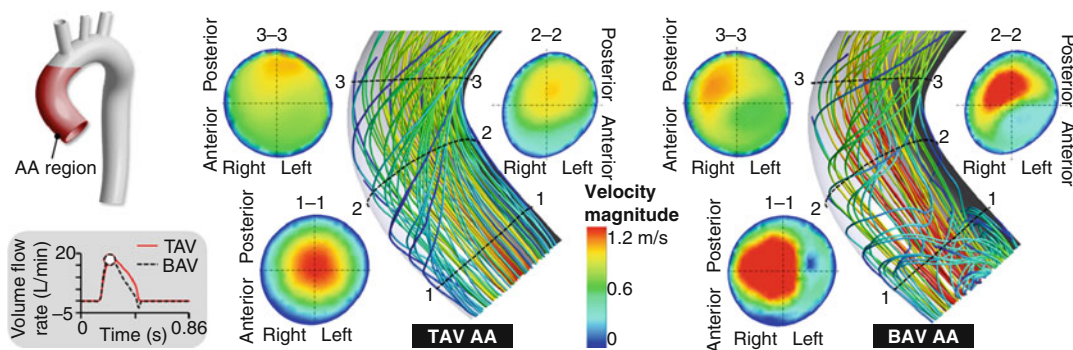 AA region
Volume flow
rate (L/min)
20
−5
TAV
BAV
0
0.86
Time (s)
3–3
Posterior
Anterior
Right Left
2–2
Posterior
Anterior
Right Left
1–1
Posterior
Anterior
Right Left
3
3
2
2
1
1
TAV AA
Velocity
magnitude
1.2 m/s
0.6
0
3–3
Posterior
Anterior
Right Left
2–2
Posterior
Anterior
Right Left
1–1
Posterior
Anterior
Right Left
3
3
2
2
1
1
BAV AA